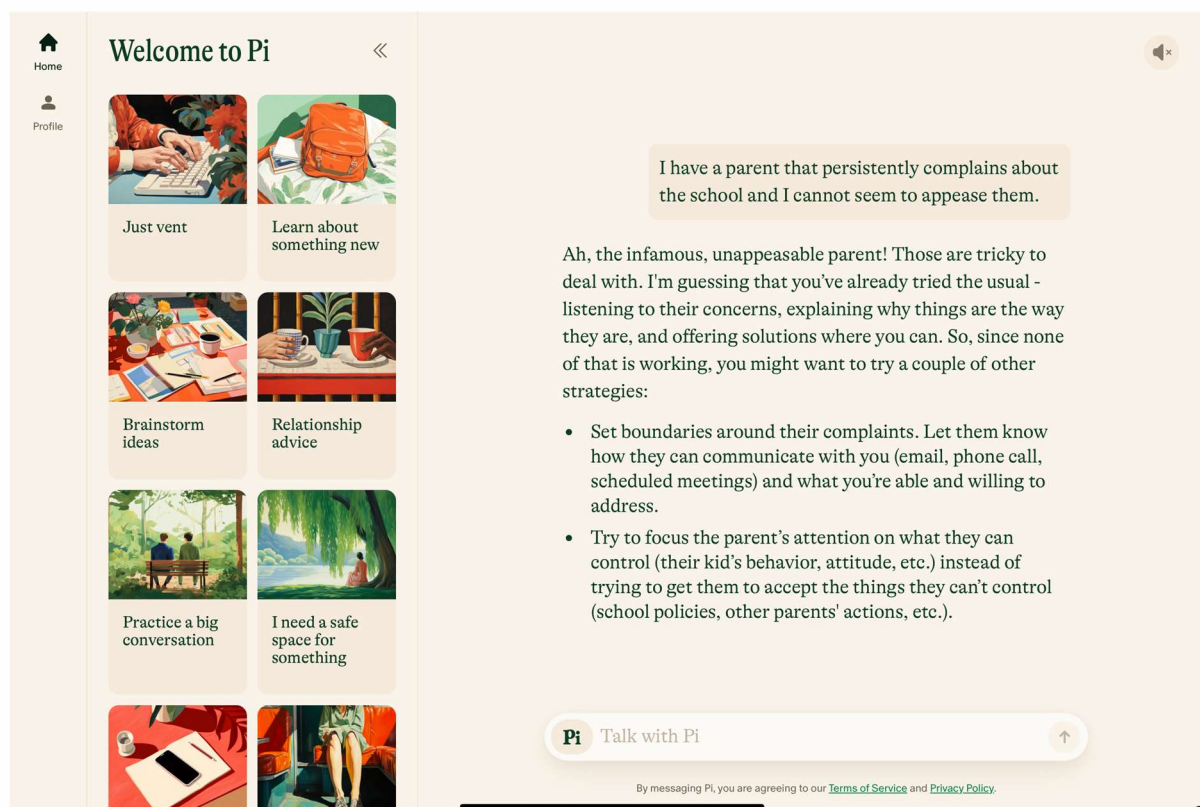 Home
Profile
Welcome to Pi
Just vent
Learn about
something new
Brainstorm
ideas
Relationship
advice
Practice a big
conversation
I need a safe
space for
something
I have a parent that persistently complains about
the school and I cannot seem to appease them.
Ah, the infamous, unappeasable parent! Those are tricky to
deal with. I'm guessing that you’ve already tried the usual -
listening to their concerns, explaining why things are the way
they are, and offering solutions where you can. So, since none
of that is working, you might want to try a couple of other
strategies:
• Set boundaries around their complaints. Let them know
how they can communicate with you (email, phone call,
scheduled meetings) and what you’re able and willing to
address.
• Try to focus the parent’s attention on what they can
control (their kid’s behavior, attitude, etc.) instead of
trying to get them to accept the things they can’t control
(school policies, other parents' actions, etc.).
Pi Talk with Pi
By messaging Pi, you are agreeing to our Terms of Service and Privacy Policy.